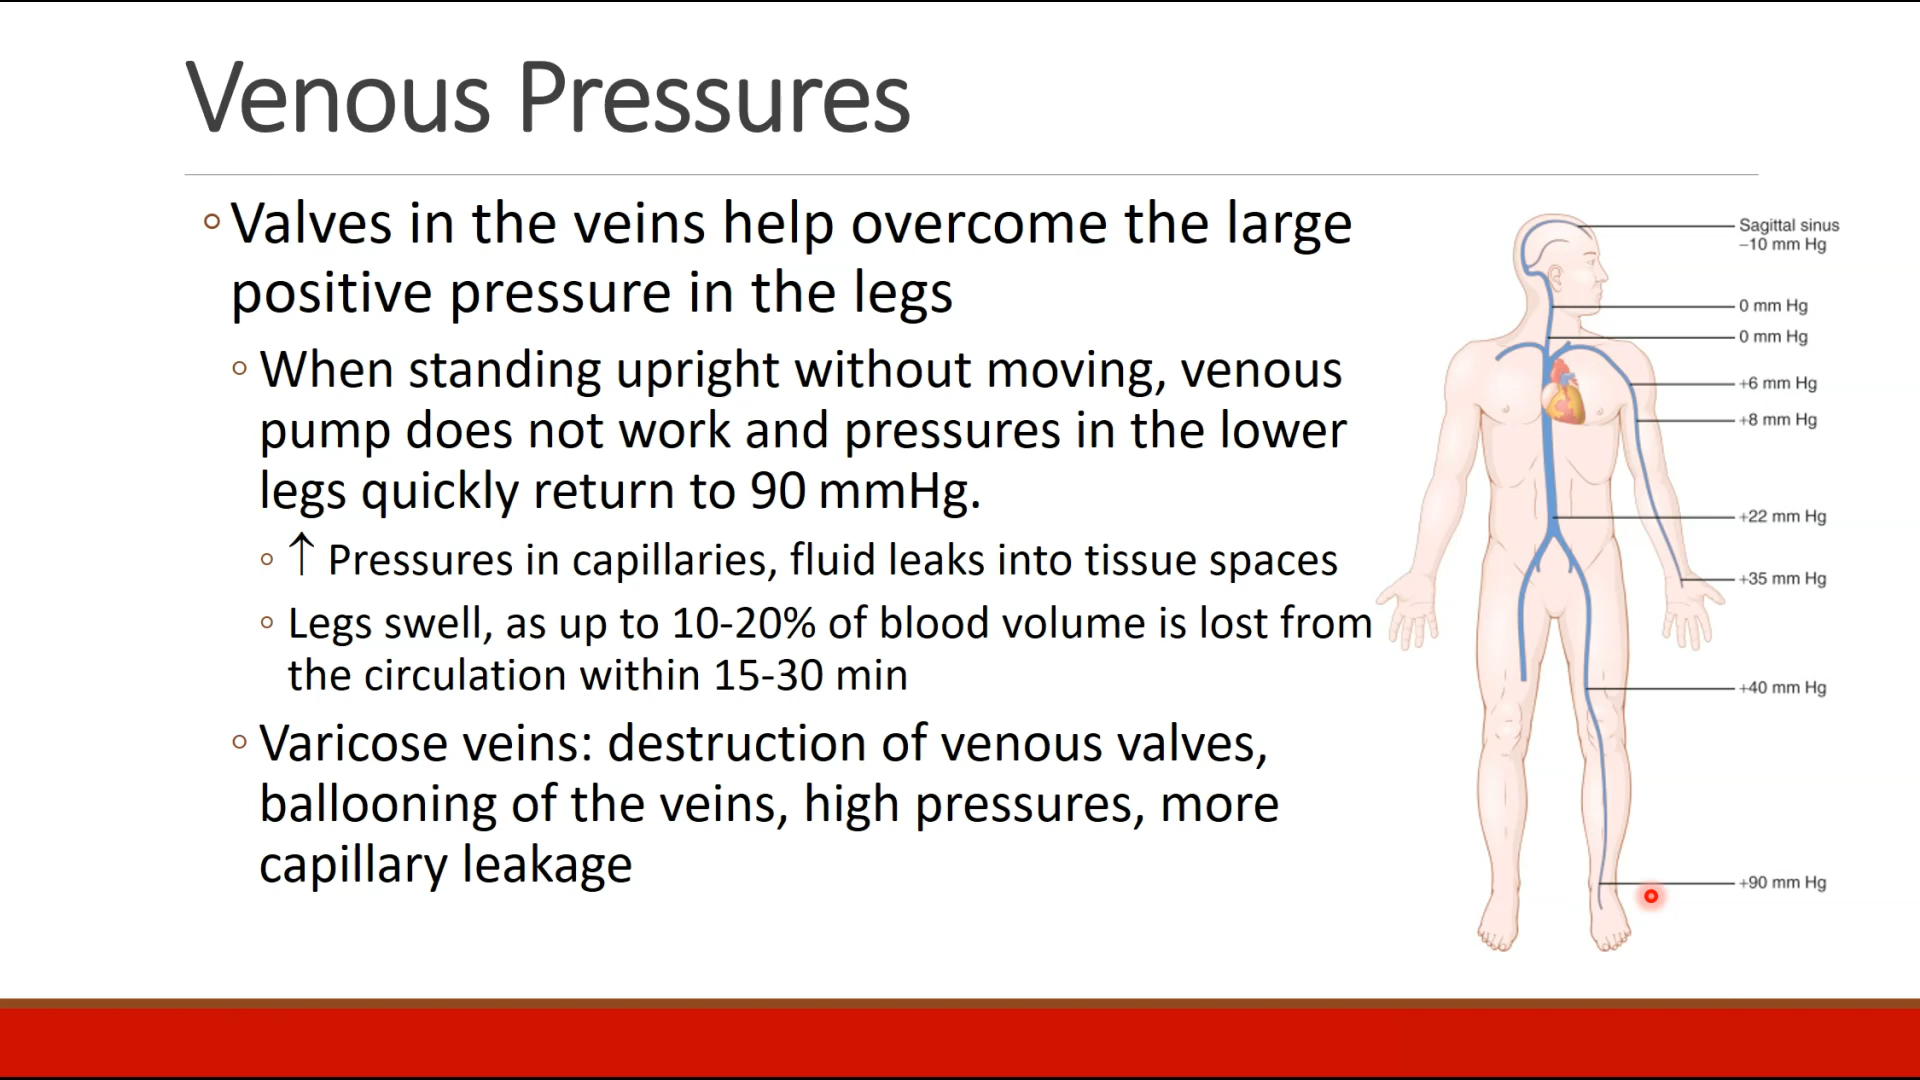 Venous Pressures
Valves in the veins help overcome the large
positive pressure in the legs
When standing upright without moving, venous
pump does not work and pressures in the lower
legs quickly return to 90 mmHg.
↑ Pressures in capillaries, fluid leaks into tissue spaces
Legs swell, as up to 10-20% of blood volume is lost from
the circulation within 15-30 min
Varicose veins: destruction of venous valves,
ballooning of the veins, high pressures, more
capillary leakage
Sagittal sinus
–10 mm Hg
0 mm Hg
0 mm Hg
+6 mm Hg
+8 mm Hg
+22 mm Hg
+35 mm Hg
+40 mm Hg
+90 mm Hg